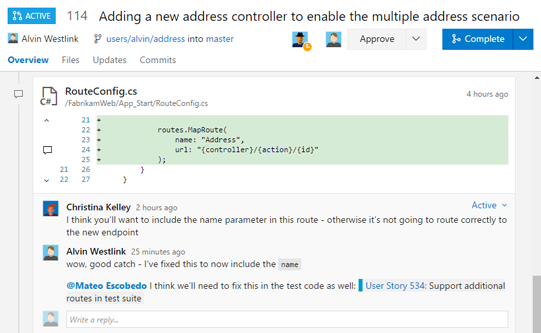 ACTIVE 114 Adding a new address controller to enable the multiple address scenario
Alvin Westlink users/alvin/address into master Approve Complete
Overview Files Updates Commits
C# RouteConfig.cs 4 hours ago
/FabrikamWeb/App_Start/RouteConfig.cs
21 +
22 + routes.MapRoute(
23 + name: "Address",
24 + url: "{controller}/{action}/{id}"
25 + );
21 26 }
22 27 }
Christina Kelley 2 hours ago Active
I think you'll want to include the name parameter in this route - otherwise it's not going to route correctly to
the new endpoint
Alvin Westlink 25 minutes ago
wow, good catch - I've fixed this to now include the name
@Mateo Escobedo I think we'll need to fix this in the test code as well: User Story 534: Support additional
routes in test suite
Write a reply...